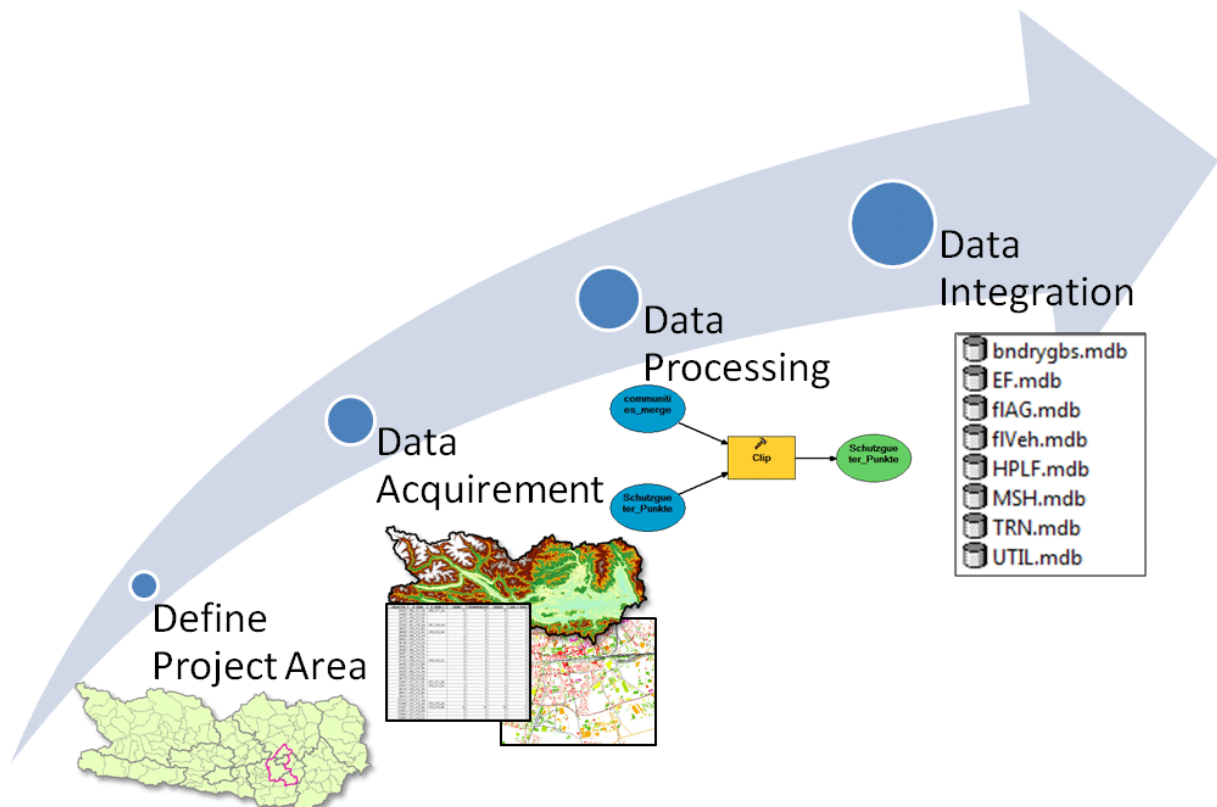 Define
Project Area
Data
Acquirement
Data
Processing
communiti
es_merge
Schutzgue
ter_Punkte
Clip
Schutzgue
ter_Punkte
Data
Integration
bndrygbs.mdb
EF.mdb
flAG.mdb
flVeh.mdb
HPLF.mdb
MSH.mdb
TRN.mdb
UTIL.mdb